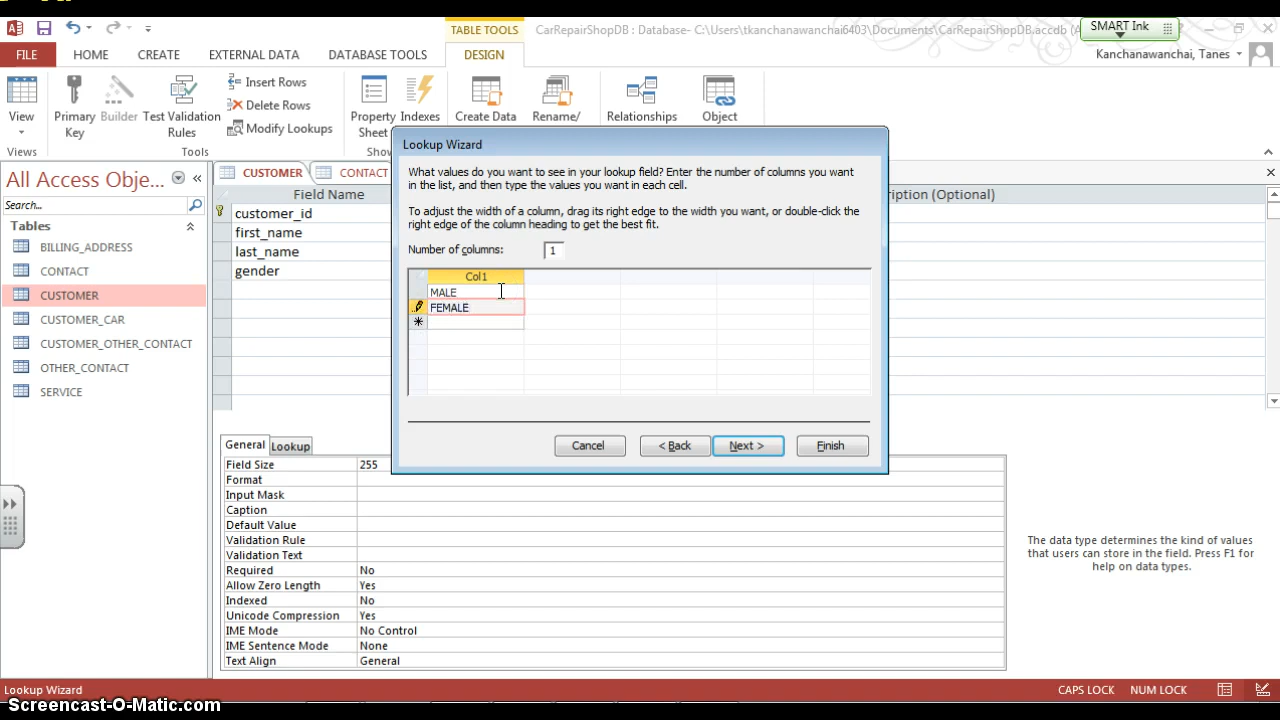 TABLE TOOLS
CarRepairShopDB : Database- C:\Users\tkanchanawanchai6403\Documents\CarRepairShopDB.accdb (A
SMART Ink
FILE
HOME
CREATE
EXTERNAL DATA
DATABASE TOOLS
DESIGN
Kanchanawanchai, Tanes
View
Primary
Key
Builder
Test Validation
Rules
Insert Rows
Delete Rows
Modify Lookups
Property
Sheet
Indexes
Create Data
Rename/
Relationships
Object
Views
Tools
Sho
All Access Obje...
Search...
Tables
BILLING_ADDRESS
CONTACT
CUSTOMER
CUSTOMER_CAR
CUSTOMER_OTHER_CONTACT
OTHER_CONTACT
SERVICE
CUSTOMER
CONTACT
Field Name
ription (Optional)
customer_id
first_name
last_name
gender
Lookup Wizard
What values do you want to see in your lookup field? Enter the number of columns you want
in the list, and then type the values you want in each cell.
To adjust the width of a column, drag its right edge to the width you want, or double-click the
right edge of the column heading to get the best fit.
Number of columns:
1
Col1
MALE
FEMALE
Cancel
< Back
Next >
Finish
General
Lookup
Field Size 255
Format
Input Mask
Caption
Default Value
Validation Rule
Validation Text
Required No
Allow Zero Length Yes
Indexed No
Unicode Compression Yes
IME Mode No Control
IME Sentence Mode None
Text Align General
The data type determines the kind of values
that users can store in the field. Press F1 for
help on data types.
Lookup Wizard
CAPS LOCK
NUM LOCK
Screencast-O-Matic.com